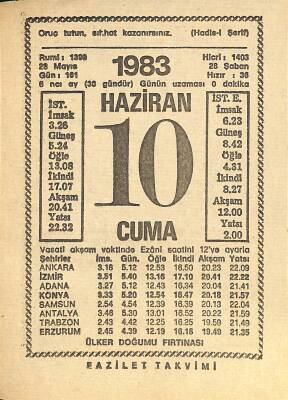 Oruç tutun, sıhhat kazanırsınız. (Hadis-i Şerif)
Rumi : 1399 1983 Hicri : 1403
28 Mayıs 28 Şaban
Gün : 161 Hızır : 36
6 ncı ay (30 gündür) Günün uzaması 0 dakika
HAZİRAN
10
CUMA
İST.
İmsak
3.26
Güneş
5.24
Öğle
13.08
İkindi
17.07
Akşam
20.41
Yatsı
22.32
İST. E.
İmsak
6.23
Güneş
8.42
Öğle
4.31
İkindi
8.27
Akşam
12.00
Yatsı
2.00
Vasati akşam vaktinde Ezâni saatini 12'ye ayarla
Şehirler İms. Gün. Öğle İkindi Akşam Yatsı
ANKARA 3.16 5.12 12.53 16.50 20.23 22.09
İZMİR 3.51 5.40 13.16 17.10 20.41 22.22
ADANA 3.27 5.12 12.43 16.34 20.04 21.41
KONYA 3.33 5.20 12.54 16.47 20.18 21.57
SAMSUN 2.54 4.54 12.39 16.39 20.13 22.04
ANTALYA 3.46 5.30 13.01 16.52 20.22 21.59
TRABZON 2.43 4.42 12.25 16.25 19.59 21.49
ERZURUM 2.45 4.39 12.19 16.16 19.49 21.35
ÜLKER DOĞUMU FIRTINASI
FAZİLET TAKVİMİ